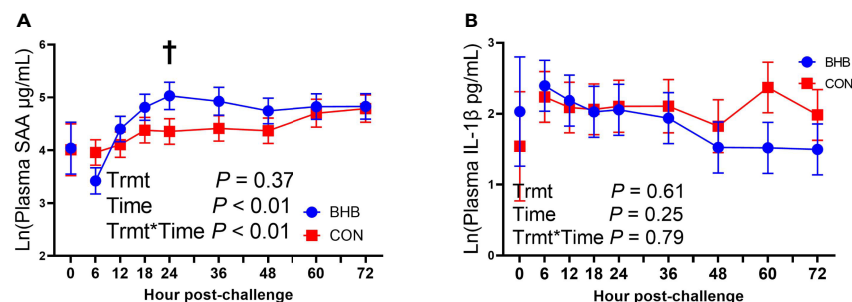 A
Ln(Plasma SAA µg/mL)
6
5
4
3
2
†
Trmt P = 0.37
Time P < 0.01
Trmt*Time P < 0.01
BHB
CON
0 6 12 18 24 36 48 60 72
Hour post-challenge
B
Ln(Plasma IL-1β pg/mL)
3
2
1
0
BHB
CON
Trmt P = 0.61
Time P = 0.25
Trmt*Time P = 0.79
0 6 12 18 24 36 48 60 72
Hour post-challenge